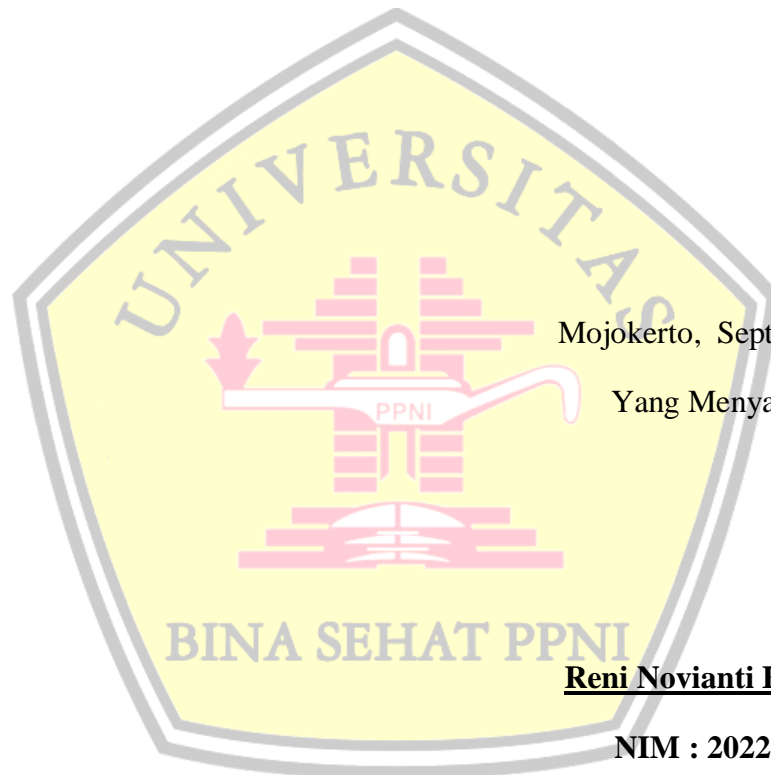 UNIVERSITAS
Mojokerto, Sept
Yang Menya
PPNI
BINA SEHAT PPNI
Reni Novianti
NIM : 2022